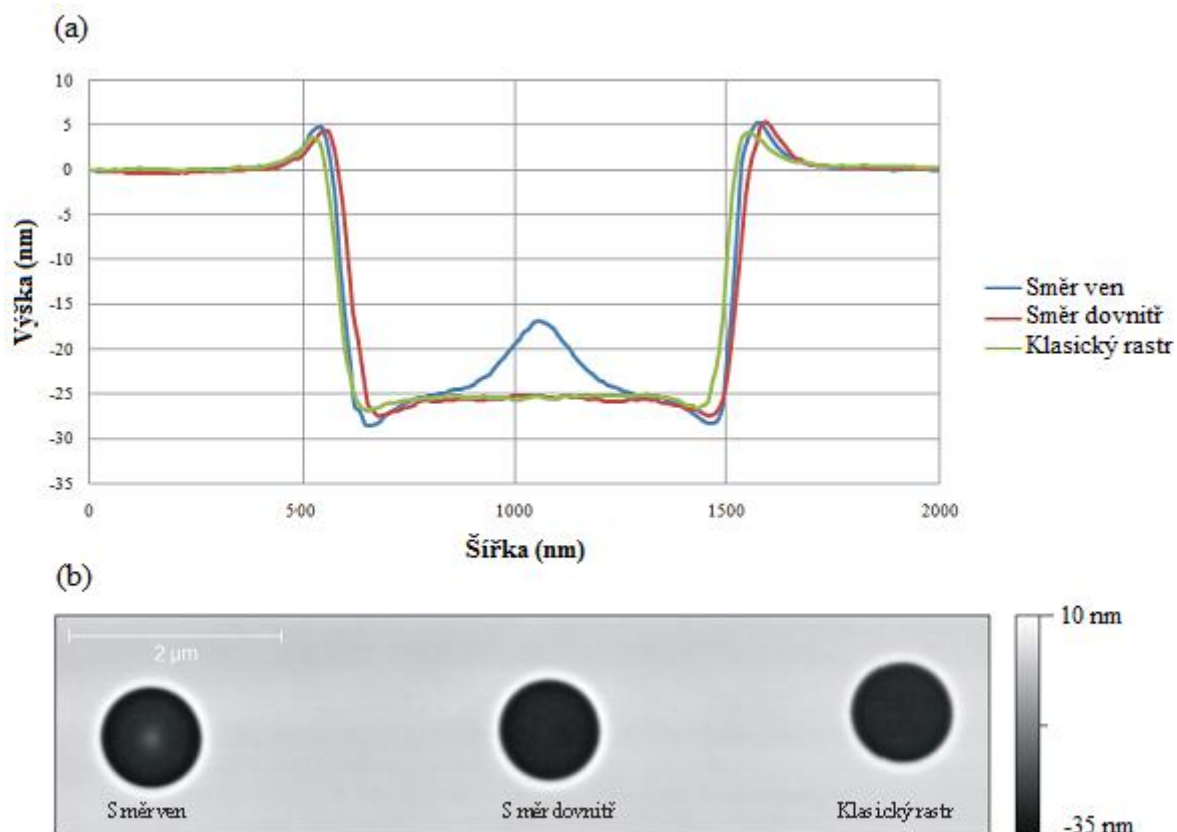 (a)
10
5
0
-5
-10
-15
-20
-25
-30
-35
Výška (nm)
0
500
1000
1500
2000
Šířka (nm)
Směr ven
Směr dovnitř
Klasický rastr
(b)
10 nm
2 µm
Směr ven
Směr dovnitř
Klasický rastr
-35 nm